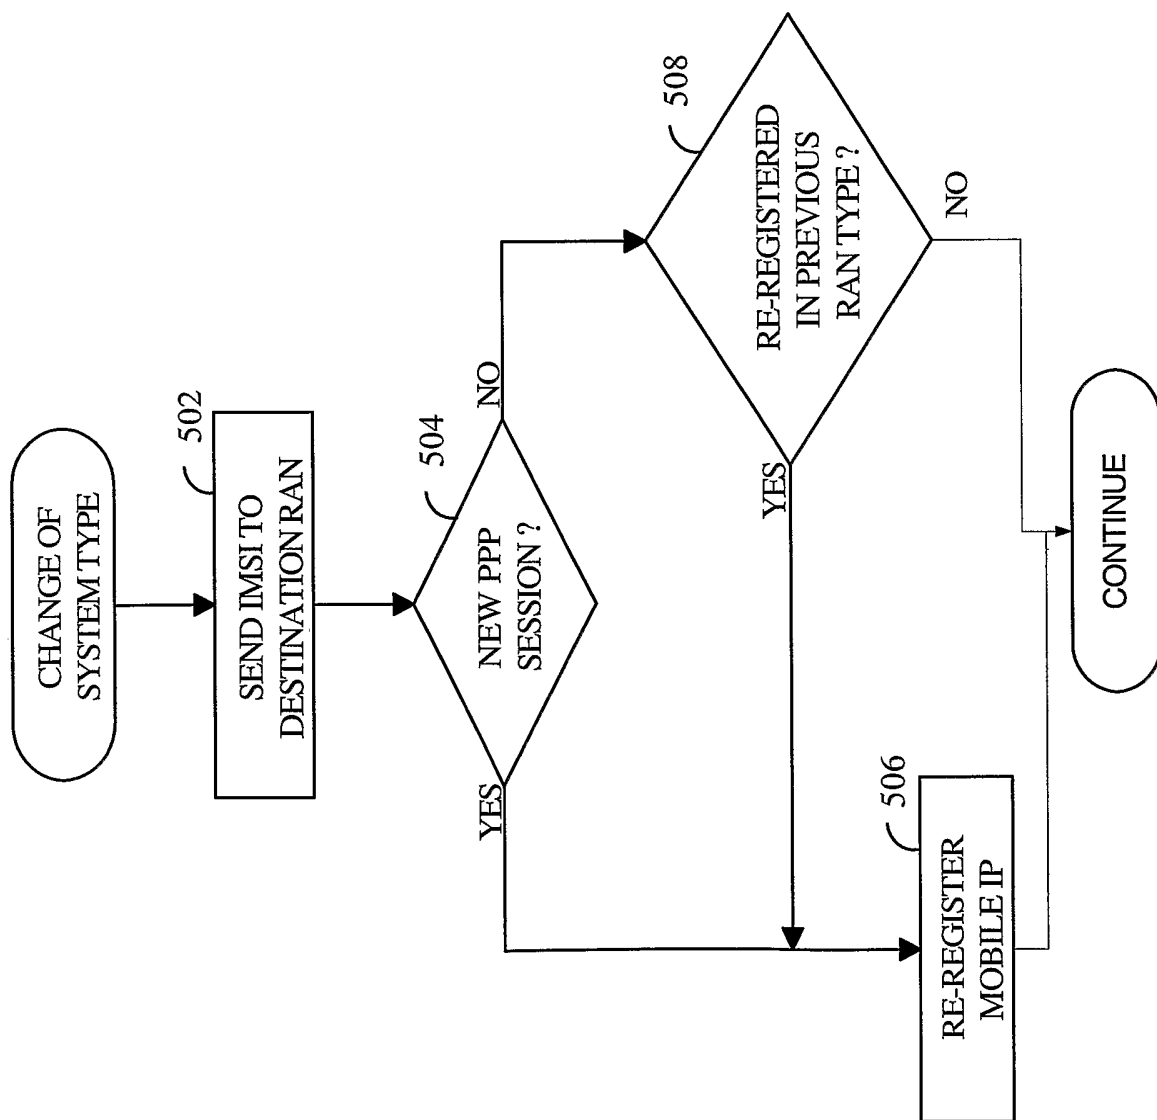 CHANGE OF
SYSTEM TYPE
502
SEND IMSI TO
DESTINATION RAN
504
NEW PPP
SESSION ?
YES
NO
508
RE-REGISTERED
IN PREVIOUS
RAN TYPE ?
YES
NO
506
RE-REGISTER
MOBILE IP
CONTINUE